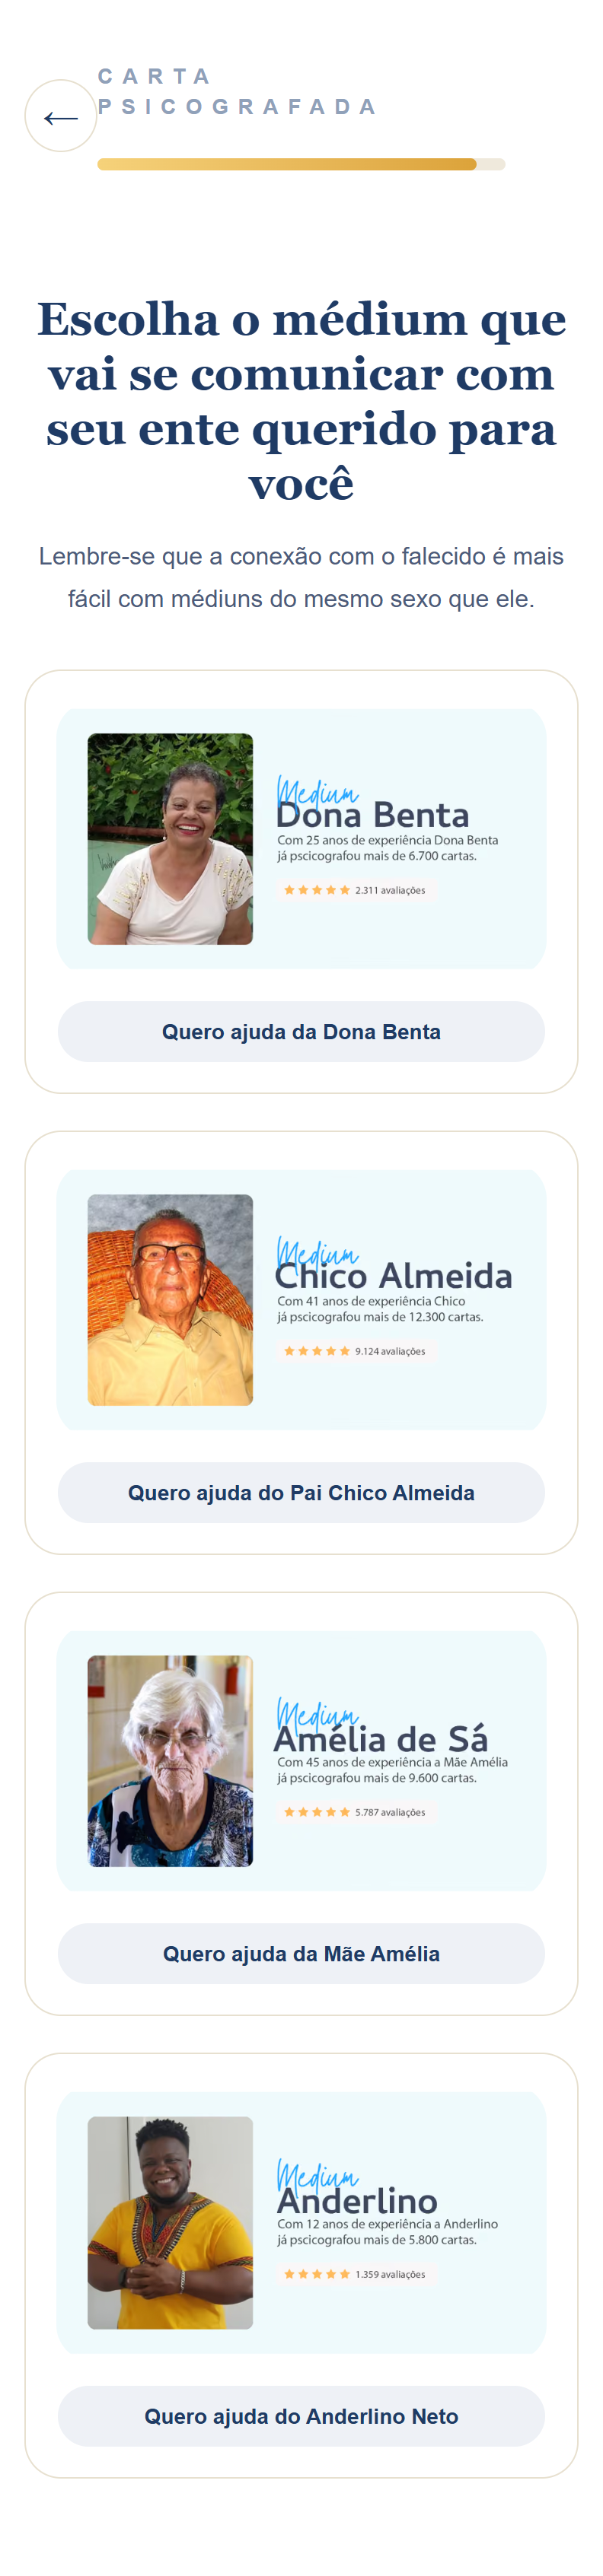 CARTA
PSICOGRAFADA
←
Escolha o médium que
vai se comunicar com
seu ente querido para
você
Lembre-se que a conexão com o falecido é mais
fácil com médiuns do mesmo sexo que ele.
Medium
Dona Benta
Com 25 anos de experiência Dona Benta
já pscicografou mais de 6.700 cartas.
2.311 avaliações
Quero ajuda da Dona Benta
Medium
Chico Almeida
Com 41 anos de experiência Chico
já pscicografou mais de 12.300 cartas.
9.124 avaliações
Quero ajuda do Pai Chico Almeida
Medium
Amélia de Sá
Com 45 anos de experiência a Mãe Amélia
já pscicografou mais de 9.600 cartas.
5.787 avaliações
Quero ajuda da Mãe Amélia
Medium
Anderlino
Com 12 anos de experiência a Anderlino
já pscicografou mais de 5.800 cartas.
1.359 avaliações
Quero ajuda do Anderlino Neto